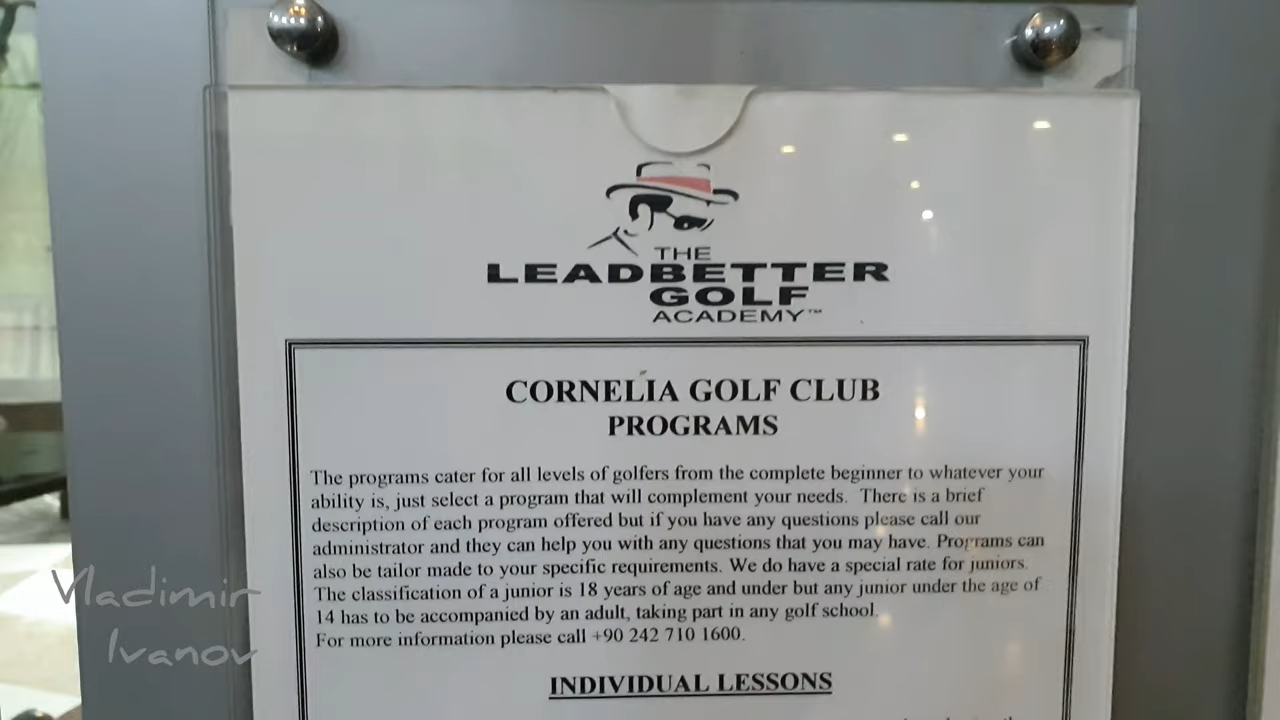 THE
LEADBETTER
GOLF
ACADEMY™
CORNELIA GOLF CLUB
PROGRAMS
The programs cater for all levels of golfers from the complete beginner to whatever your
ability is, just select a program that will complement your needs. There is a brief
description of each program offered but if you have any questions please call our
administrator and they can help you with any questions that you may have. Programs can
also be tailor made to your specific requirements. We do have a special rate for juniors.
The classification of a junior is 18 years of age and under but any junior under the age of
14 has to be accompanied by an adult, taking part in any golf school.
For more information please call +90 242 710 1600.
INDIVIDUAL LESSONS
Vladimir
Ivanov